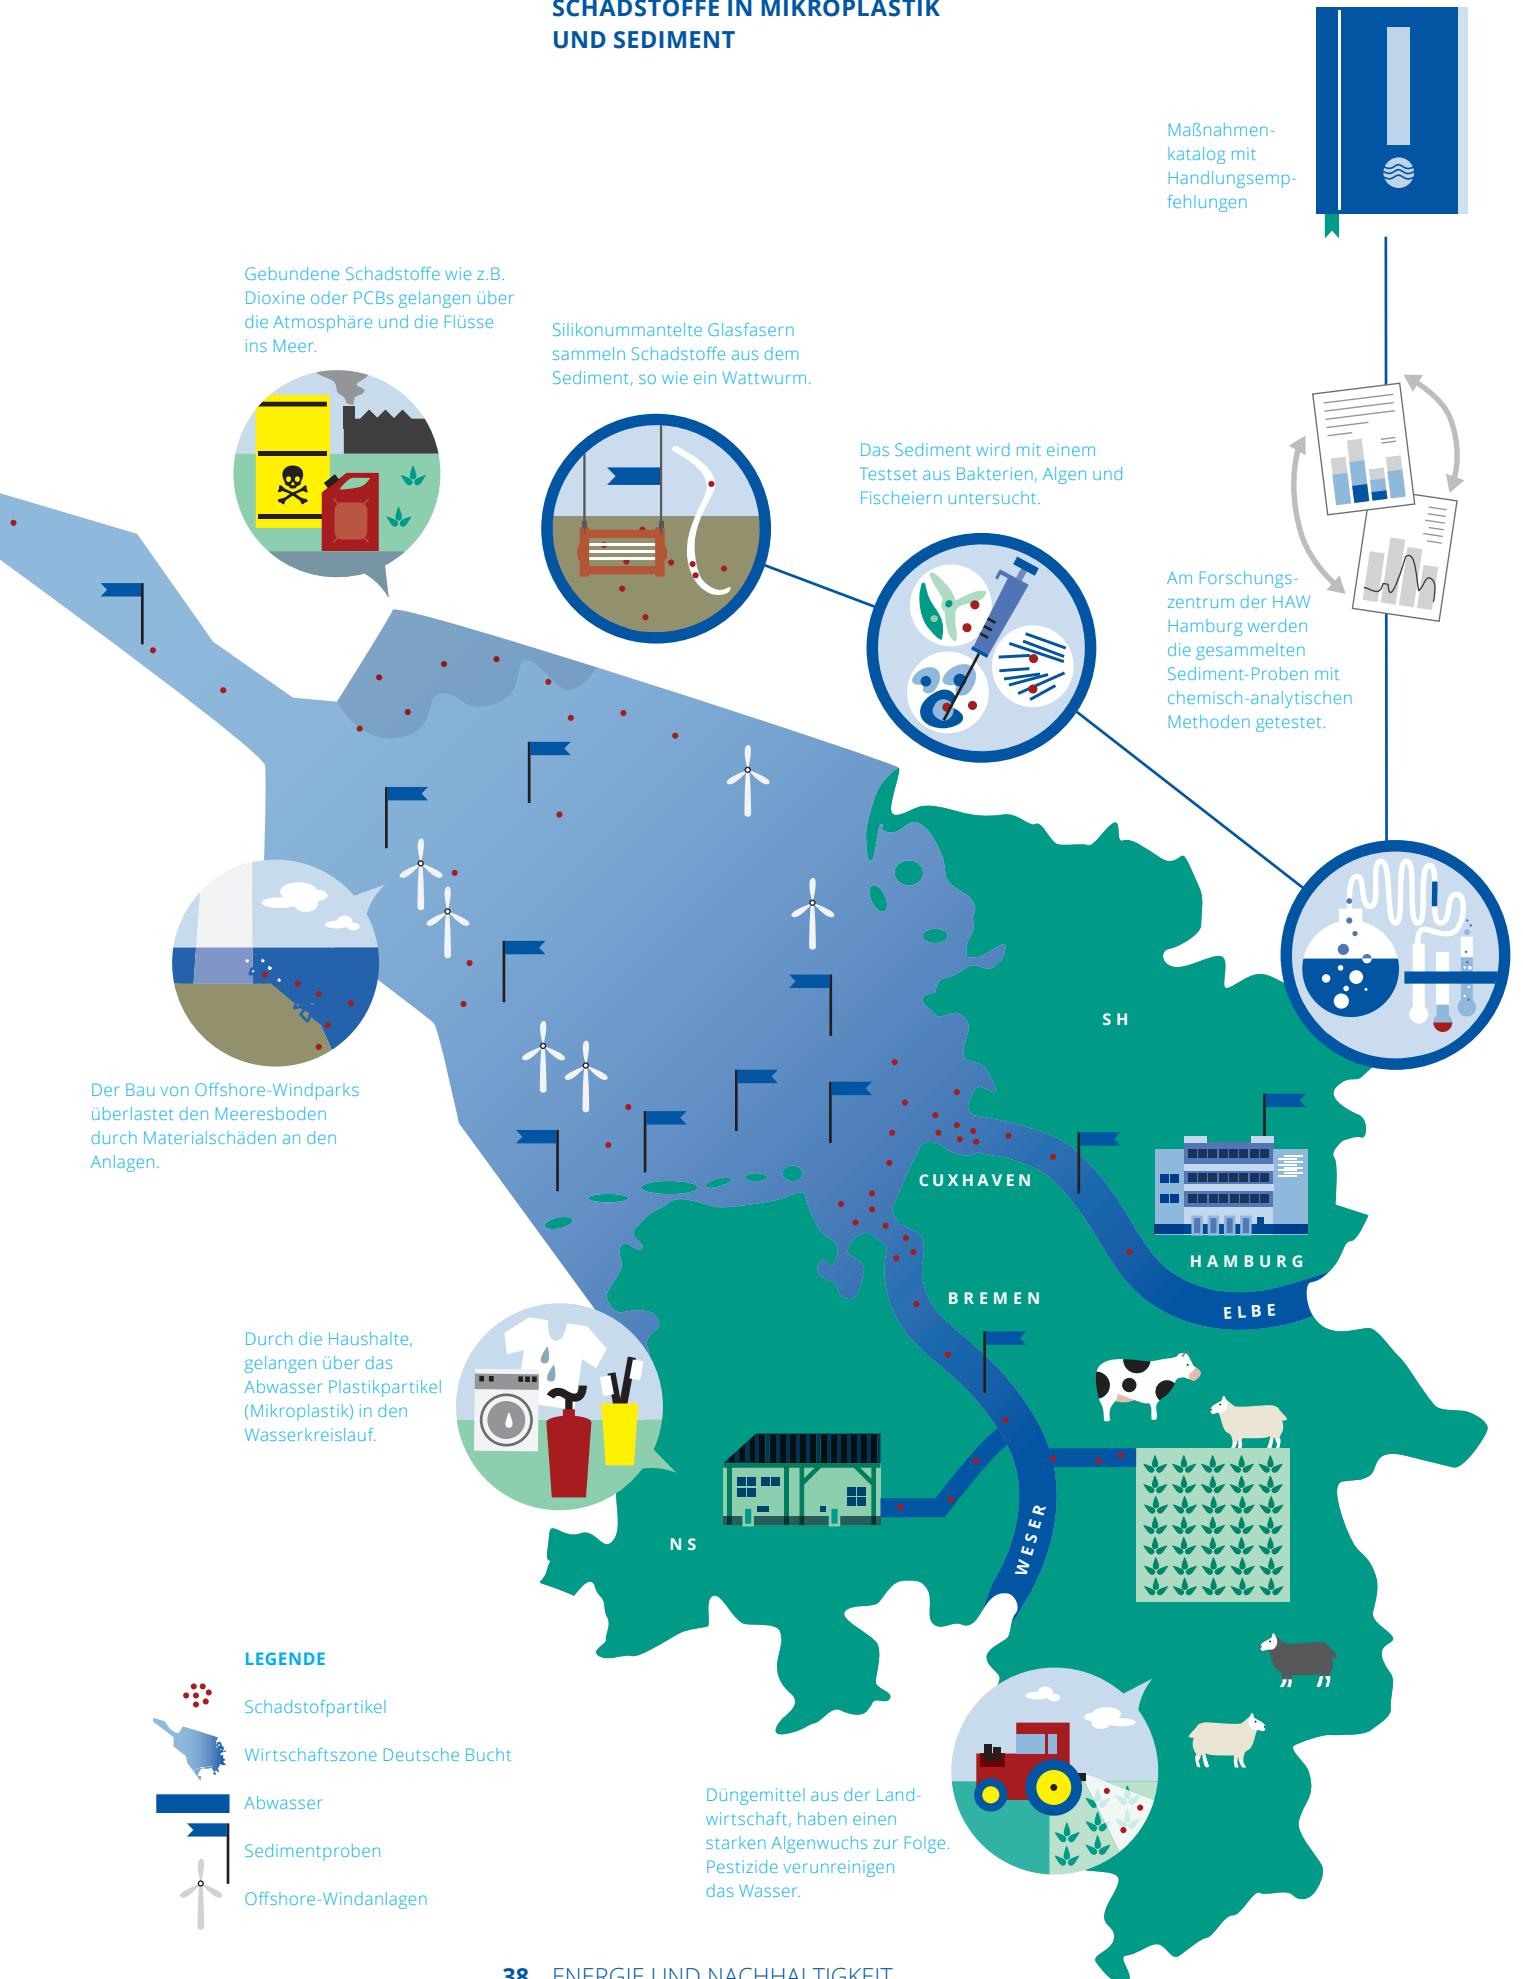 SCHADSTOFFE IN MIKROPLASTIK
UND SEDIMENT
Maßnahmen-
katalog mit
Handlungsemp-
fehlungen
Gebundene Schadstoffe wie z.B.
Dioxine oder PCBs gelangen über
die Atmosphäre und die Flüsse
ins Meer.
Silikonummantelte Glasfasern
sammeln Schadstoffe aus dem
Sediment, so wie ein Wattwurm.
Das Sediment wird mit einem
Testset aus Bakterien, Algen und
Fischeiern untersucht.
Am Forschungs-
zentrum der HAW
Hamburg werden
die gesammelten
Sediment-Proben mit
chemisch-analytischen
Methoden getestet.
SH
Der Bau von Offshore-Windparks
überlastet den Meeresboden
durch Materialschäden an den
Anlagen.
CUXHAVEN
HAMBURG
BREMEN
ELBE
Durch die Haushalte,
gelangen über das
Abwasser Plastikpartikel
(Mikroplastik) in den
Wasserkreislauf.
WESER
NS
LEGENDE
Schadstofpartikel
Wirtschaftszone Deutsche Bucht
Abwasser
Sedimentproben
Offshore-Windanlagen
Düngemittel aus der Land-
wirtschaft, haben einen
starken Algenwuchs zur Folge.
Pestizide verunreinigen
das Wasser.
38 ENERGIE UND NACHHALTIGKEIT